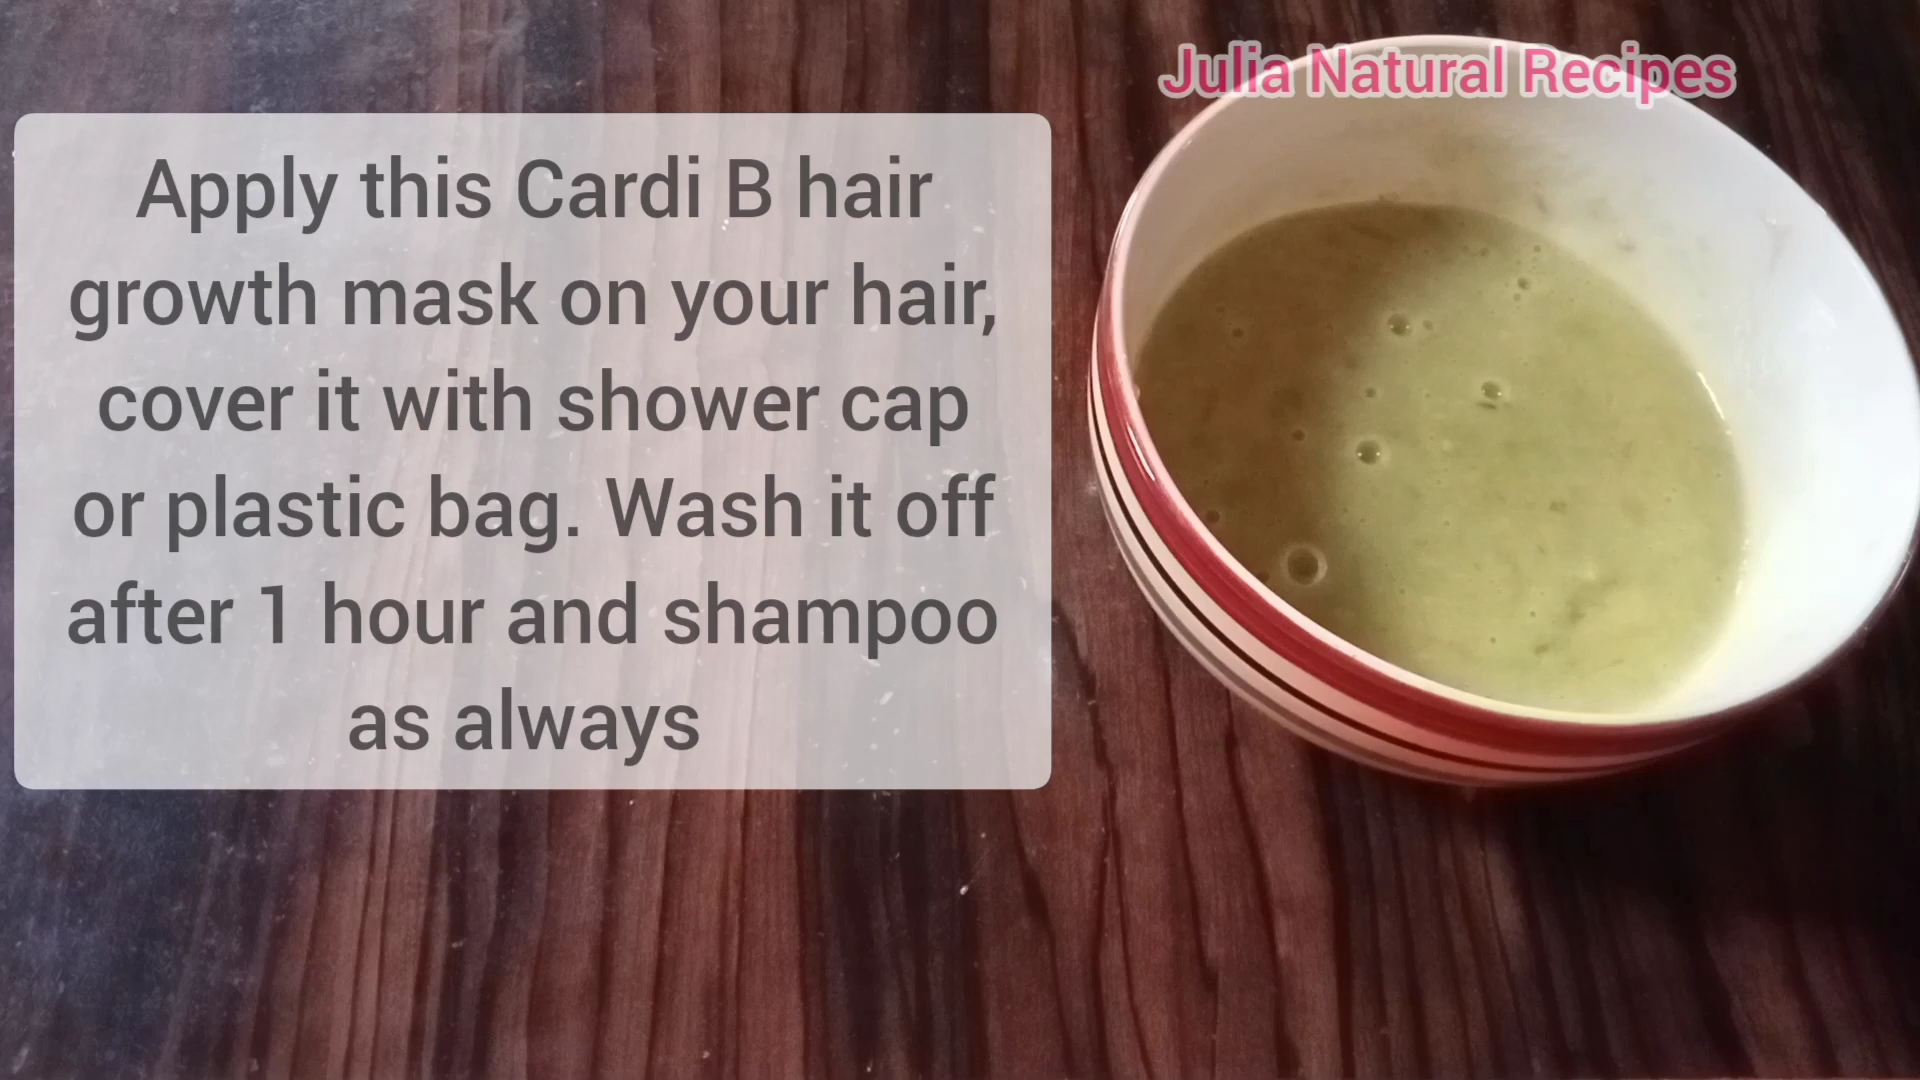 Julia Natural Recipes
Apply this Cardi B hair
growth mask on your hair,
cover it with shower cap
or plastic bag. Wash it off
after 1 hour and shampoo
as always